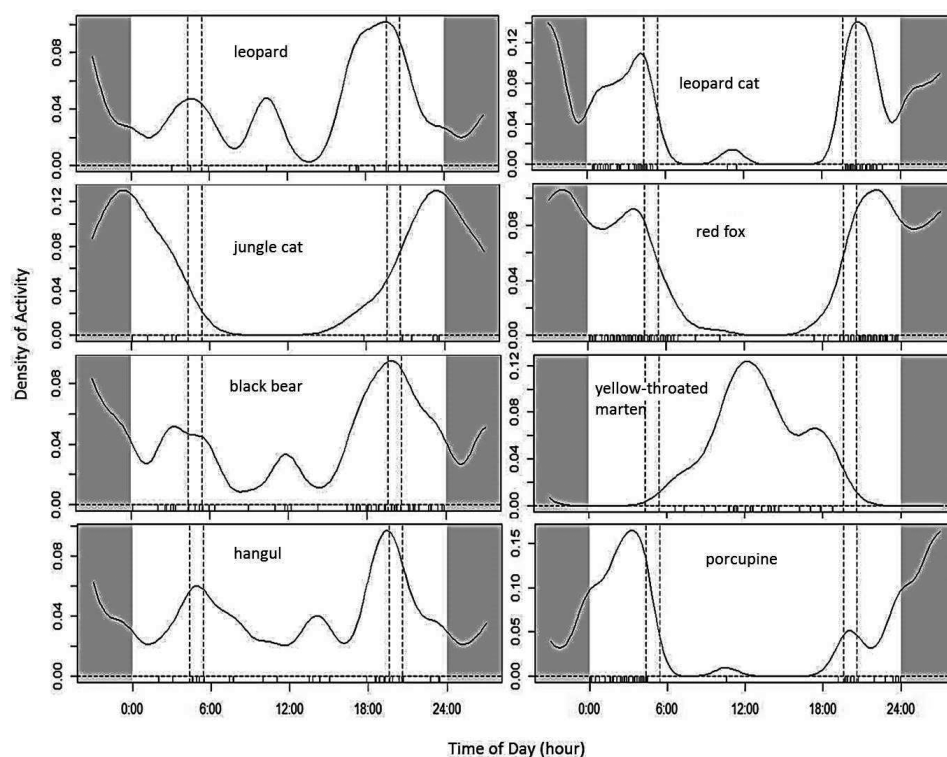 Density of Activity
leopard
0.00 0.04 0.08
leopard cat
0.00 0.04 0.08 0.12
jungle cat
0.00 0.04 0.08 0.12
red fox
0.00 0.04 0.08
black bear
0.00 0.04 0.08
yellow-throated
marten
0.00 0.04 0.08 0.12
hangul
0.00 0.04 0.08
porcupine
0.00 0.05 0.10 0.15
0:00 6:00 12:00 18:00 24:00
0:00 6:00 12:00 18:00 24:00
Time of Day (hour)